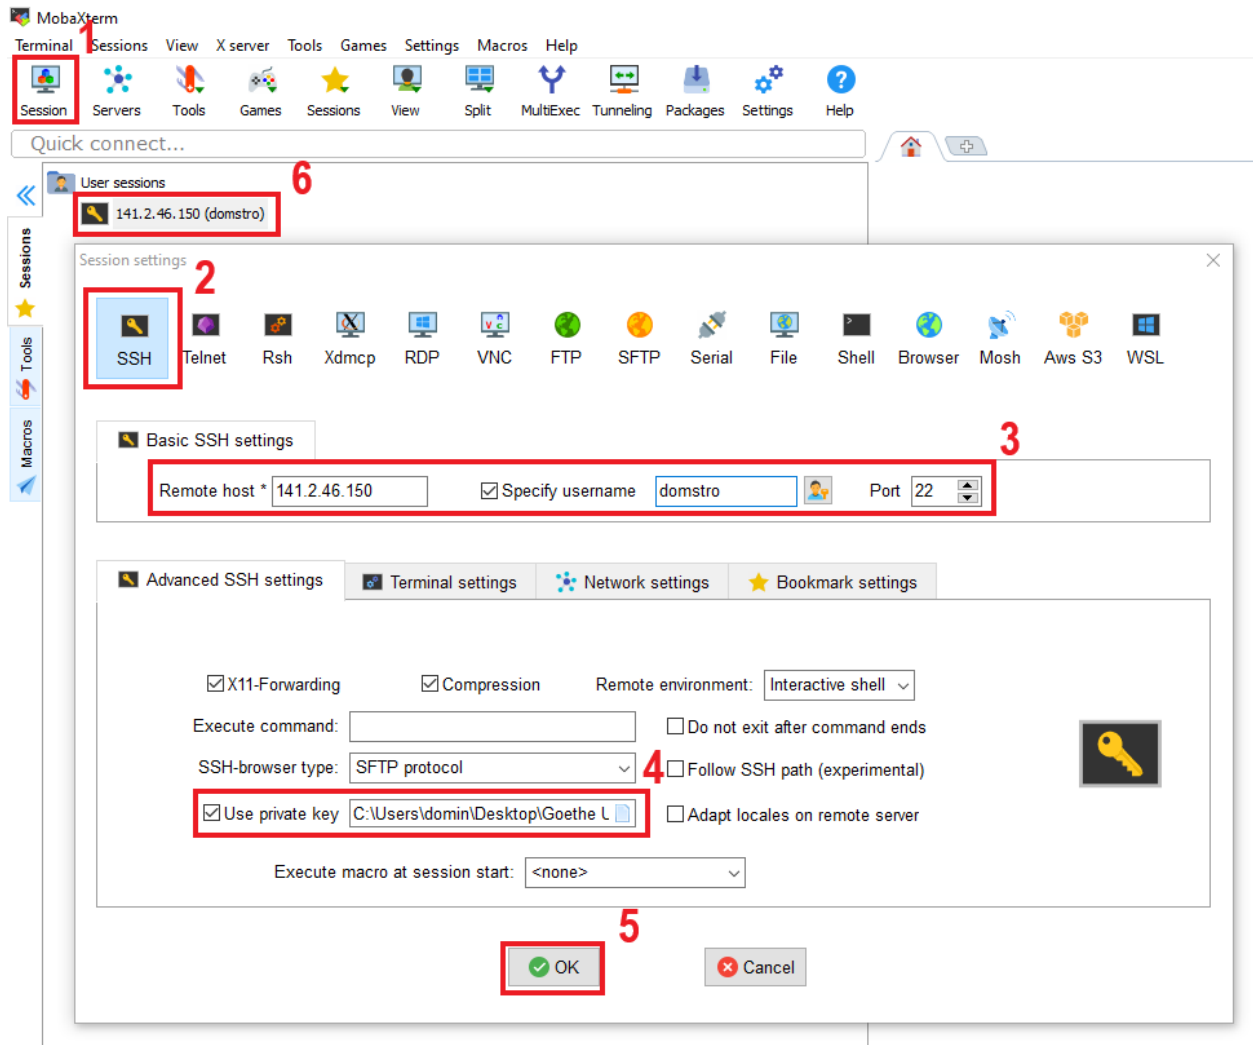 MobaXterm
1
Terminal Sessions View X server Tools Games Settings Macros Help
Session Servers Tools Games Sessions View Split MultiExec Tunneling Packages Settings Help
Quick connect...
6
User sessions
141.2.46.150 (domstro)
Sessions
Tools
Macros
Session settings
2
SSH Telnet Rsh Xdmcp RDP VNC FTP SFTP Serial File Shell Browser Mosh Aws S3 WSL
Basic SSH settings
3
Remote host * 141.2.46.150 Specify username domstro Port 22
Advanced SSH settings Terminal settings Network settings Bookmark settings
X11-Forwarding Compression Remote environment: Interactive shell
Execute command: Do not exit after command ends
SSH-browser type: SFTP protocol 4 Follow SSH path (experimental)
Use private key C:\Users\domin\Desktop\Goethe U Adapt locales on remote server
Execute macro at session start: <none>
5
OK Cancel